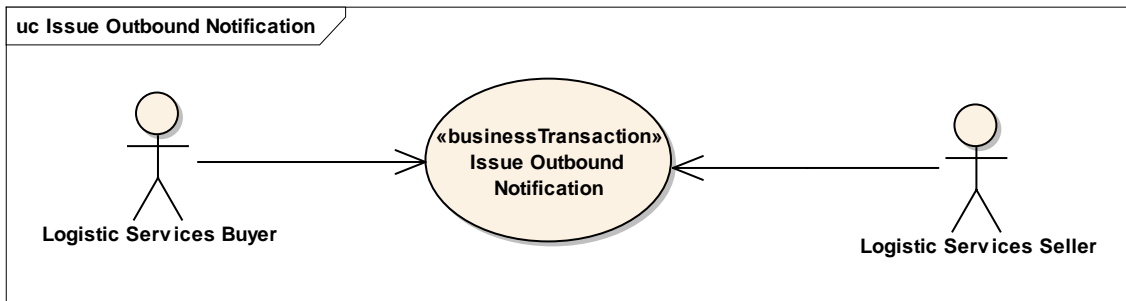 uc Issue Outbound Notification
«businessTransaction»
Issue Outbound
Notification
Logistic Services Buyer
Logistic Services Seller